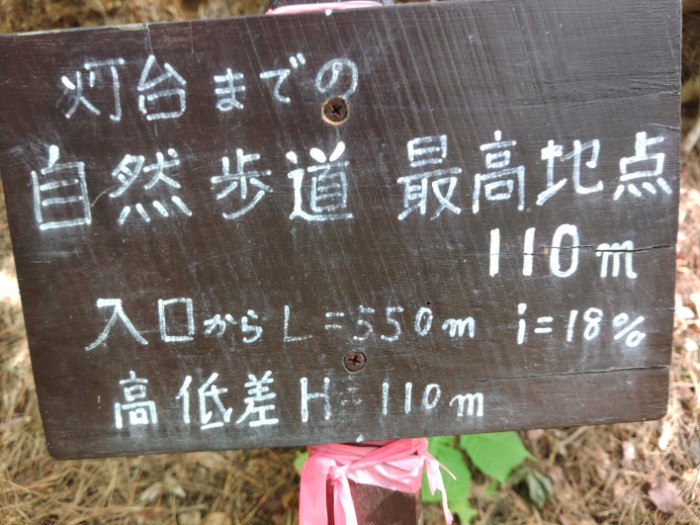 灯台までの
自然歩道 最高地点
110m
入口から L=550m i=18%
高低差 H=110m